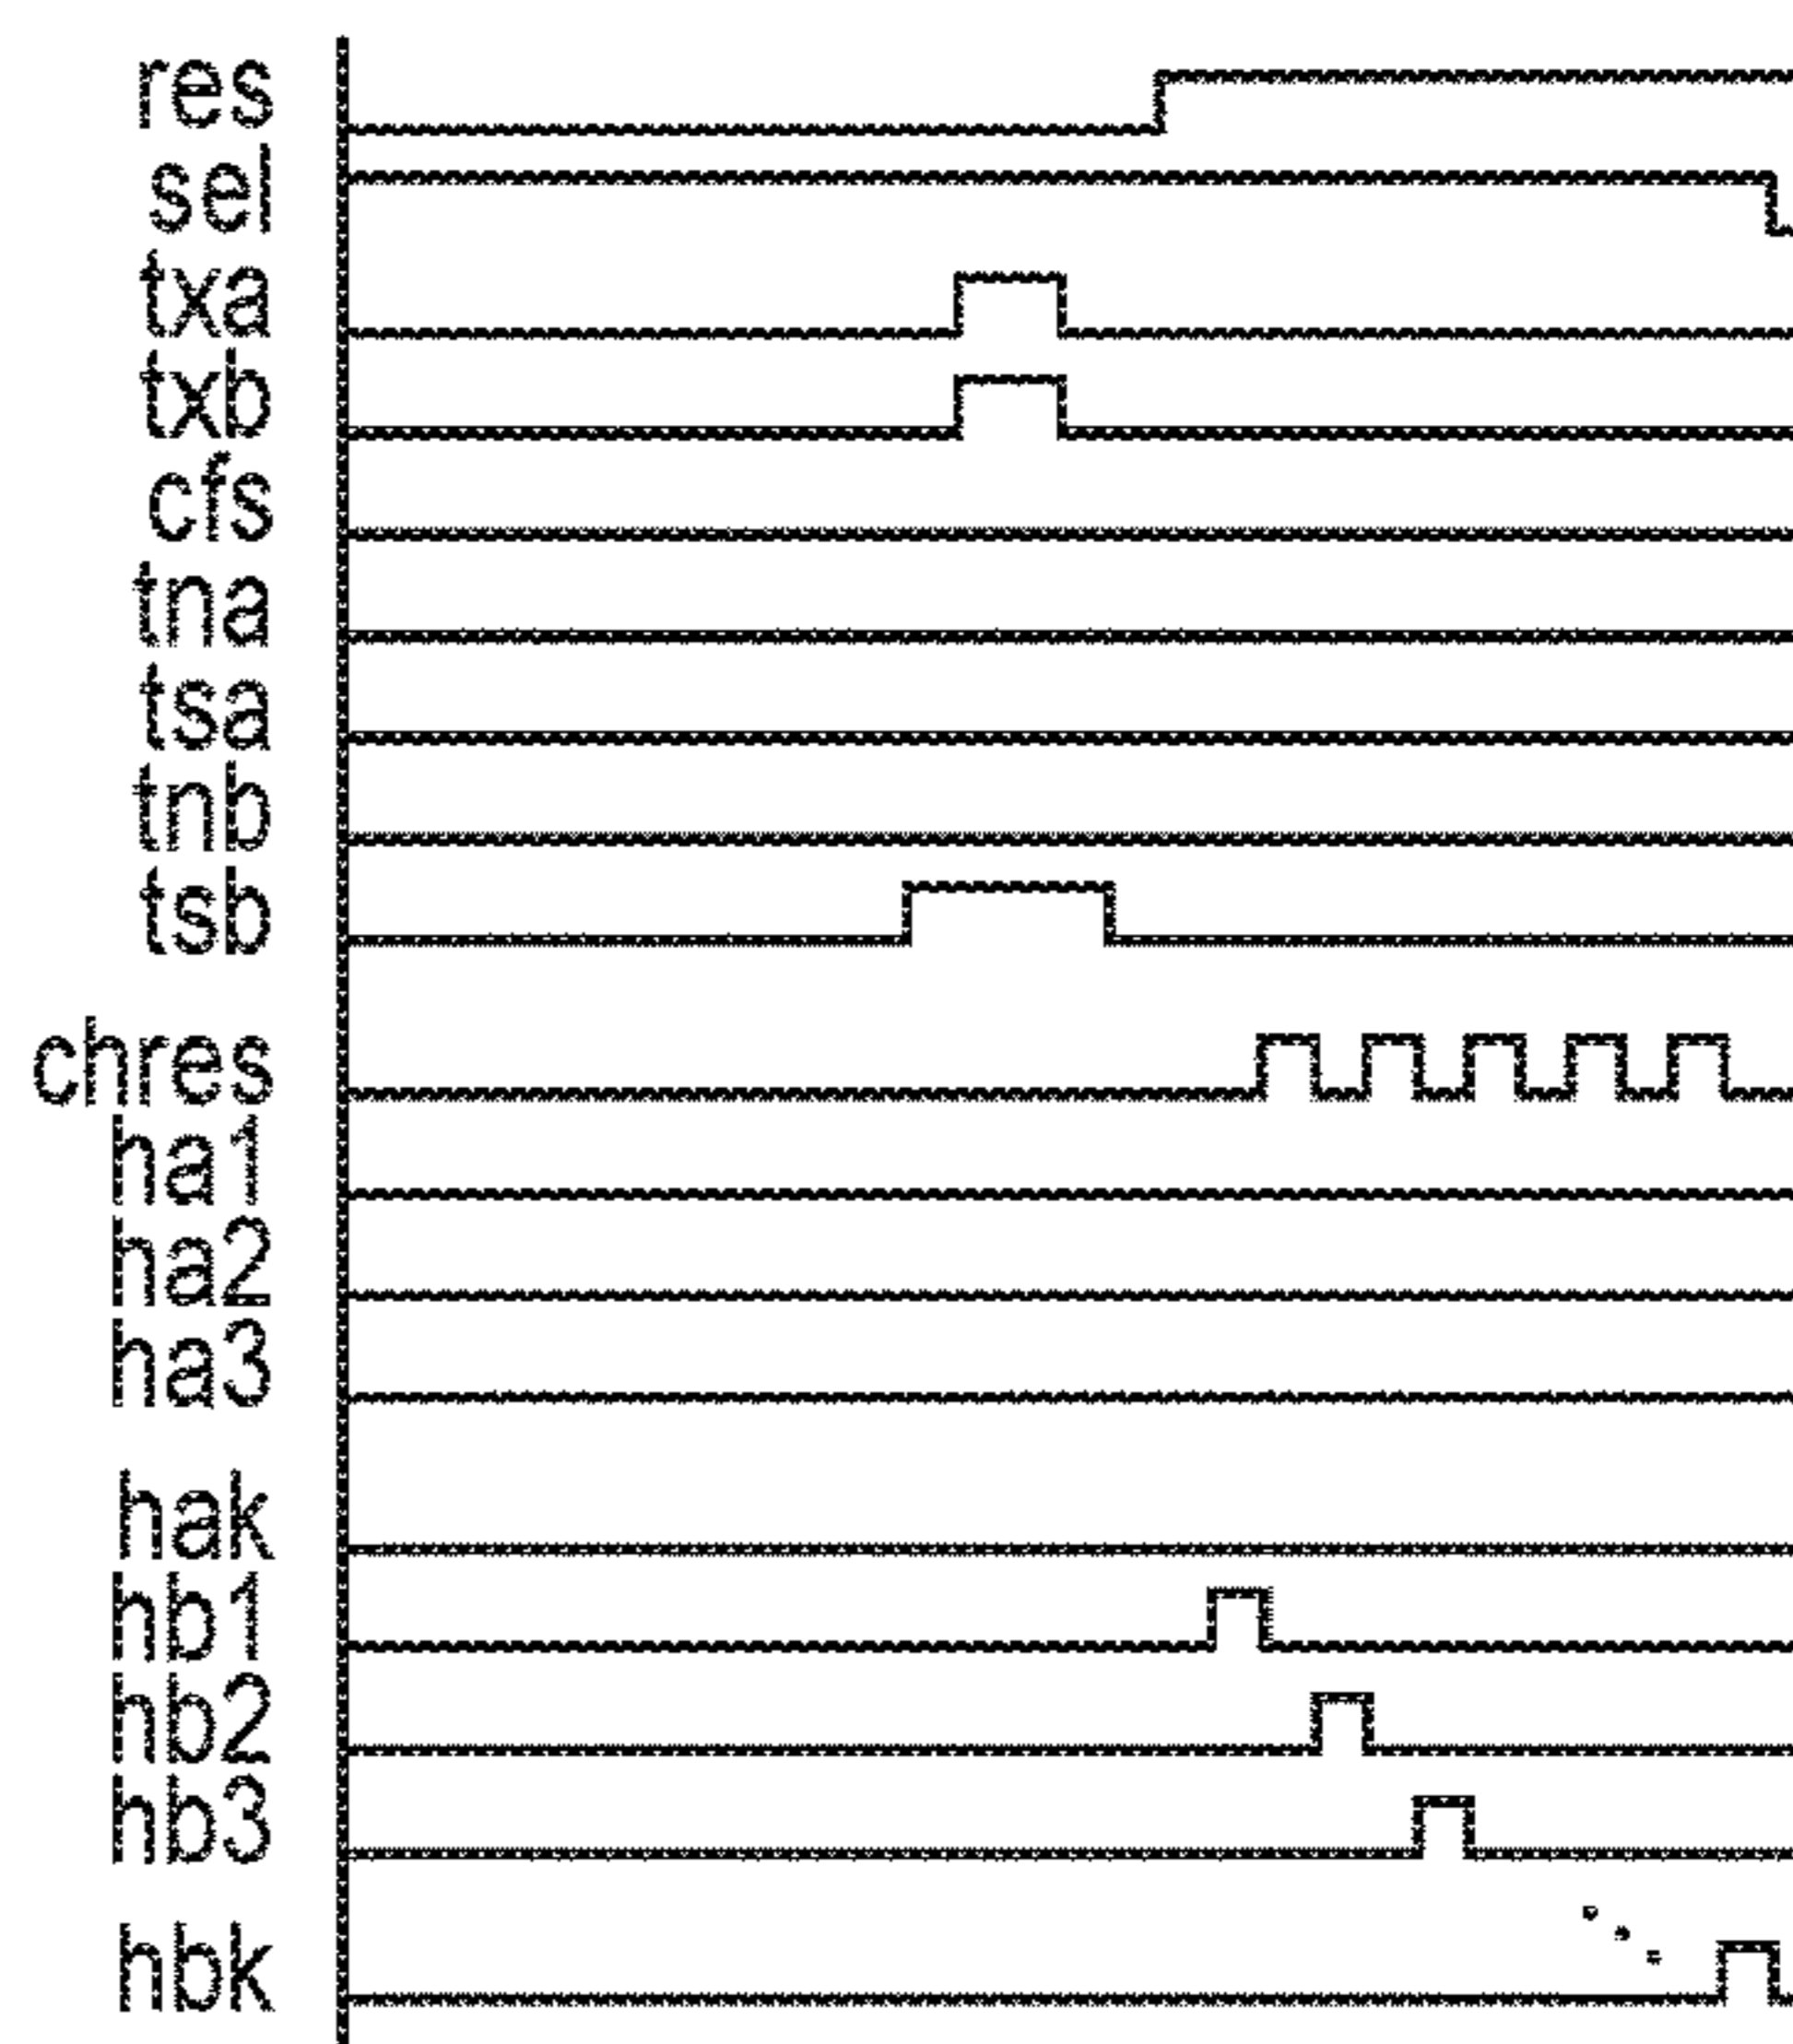 res
sel
txa
txb
cfs
tna
tsa
tnb
tsb
chres
ha1
ha2
ha3
hak
hb1
hb2
hb3
hbk